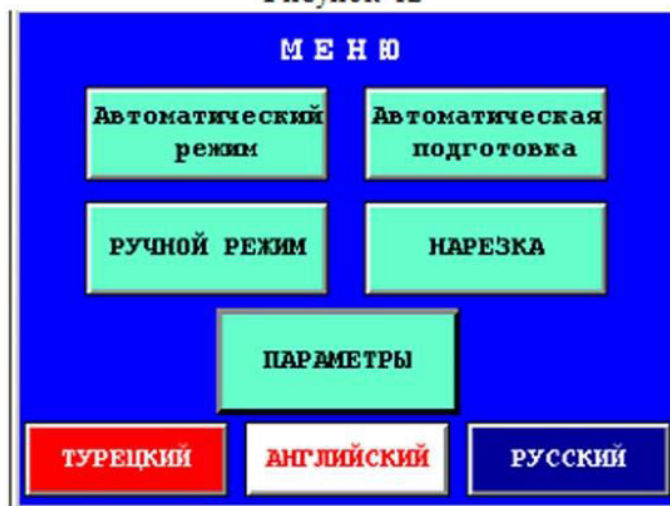 М Е Н Ю
Автоматический
режим
Автоматическая
подготовка
РУЧНОЙ РЕЖИМ
НАРЕЗКА
ПАРАМЕТРЫ
ТУРЕЦКИЙ
АНГЛИЙСКИЙ
РУССКИЙ